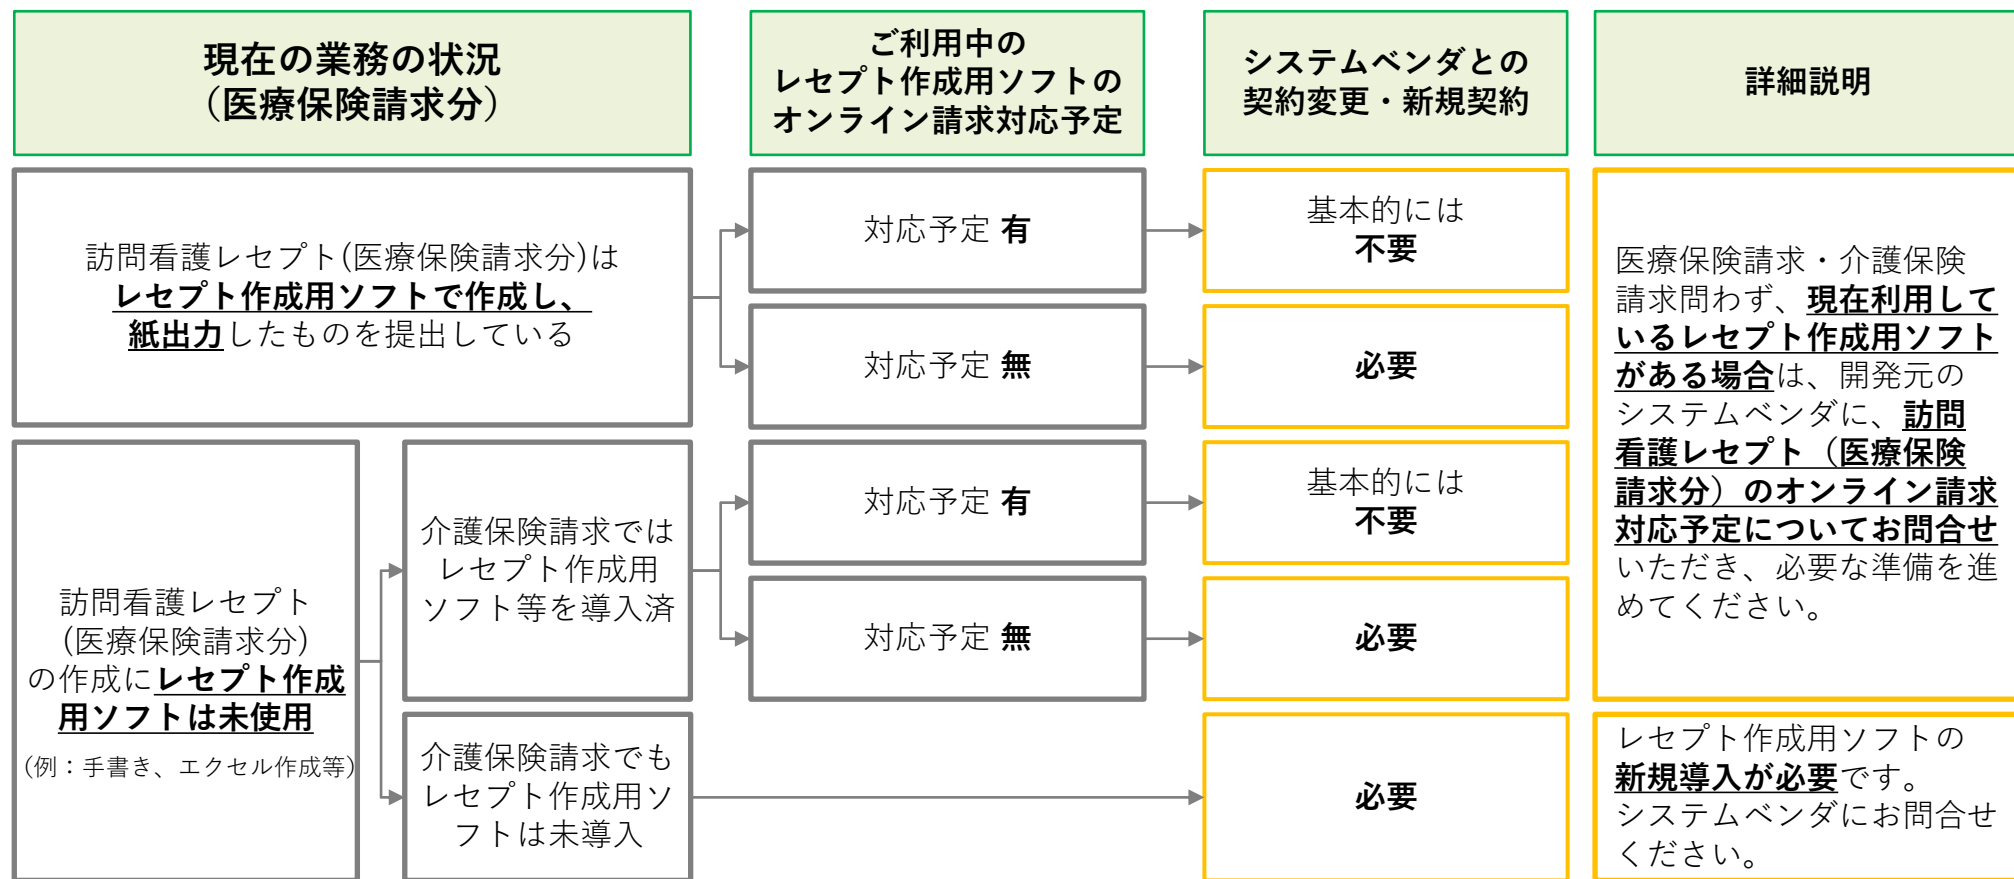 現在の業務の状況
（医療保険請求分）
ご利用中の
レセプト作成用ソフトの
オンライン請求対応予定
システムベンダとの
契約変更・新規契約
詳細説明
訪問看護レセプト(医療保険請求分)は
レセプト作成用ソフトで作成し、
紙出力したものを提出している
対応予定 有
基本的には
不要
対応予定 無
必要
訪問看護レセプト
(医療保険請求分)
の作成にレセプト作成
用ソフトは未使用
(例：手書き、エクセル作成等)
介護保険請求では
レセプト作成用
ソフト等を導入済
対応予定 有
基本的には
不要
対応予定 無
必要
介護保険請求でも
レセプト作成用ソ
フトは未導入
必要
医療保険請求・介護保険
請求問わず、現在利用して
いるレセプト作成用ソフト
がある場合は、開発元の
システムベンダに、訪問
看護レセプト（医療保険
請求分）のオンライン請求
対応予定についてお問合せ
いただき、必要な準備を進
めてください。
レセプト作成用ソフトの
新規導入が必要です。
システムベンダにお問合せ
ください。